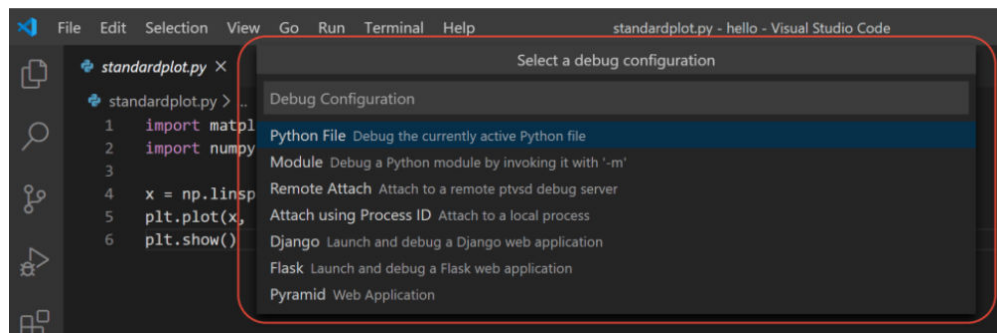 File Edit Selection View Go Run Terminal Help standardplot.py - hello - Visual Studio Code
standardplot.py
standardplot.py > ..
1 import matpl
2 import numpy
3
4 x = np.linsp
5 plt.plot(x,
6 plt.show()
Select a debug configuration
Debug Configuration
Python File Debug the currently active Python file
Module Debug a Python module by invoking it with '-m'
Remote Attach Attach to a remote ptvsd debug server
Attach using Process ID Attach to a local process
Django Launch and debug a Django web application
Flask Launch and debug a Flask web application
Pyramid Web Application